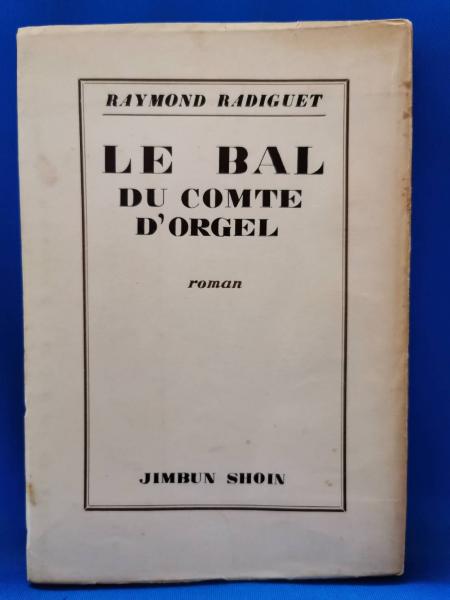 RAYMOND RADIGUET
LE BAL
DU COMTE
D'ORGEL
roman
JIMBUN SHOIN